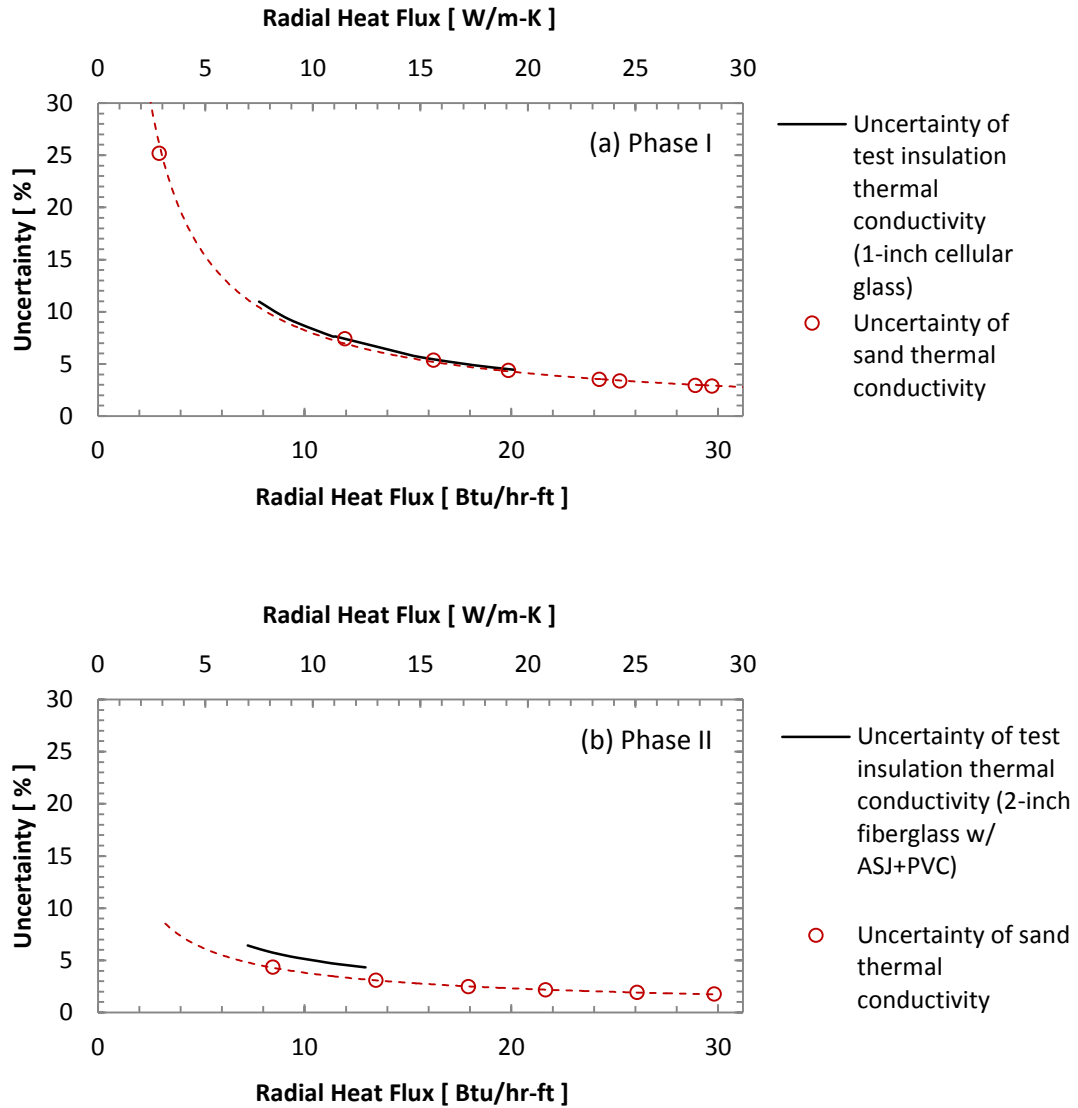 Radial Heat Flux [ W/m-K ]
0 5 10 15 20 25 30
30
25
20
15
10
5
0
Uncertainty [ % ]
(a) Phase I
0 10 20 30
Radial Heat Flux [ Btu/hr-ft ]
Uncertainty of
test insulation
thermal
conductivity
(1-inch cellular
glass)
Uncertainty of
sand thermal
conductivity
Radial Heat Flux [ W/m-K ]
0 5 10 15 20 25 30
30
25
20
15
10
5
0
Uncertainty [ % ]
(b) Phase II
0 10 20 30
Radial Heat Flux [ Btu/hr-ft ]
Uncertainty of test
insulation thermal
conductivity (2-inch
fiberglass w/
ASJ+PVC)
Uncertainty of sand
thermal
conductivity